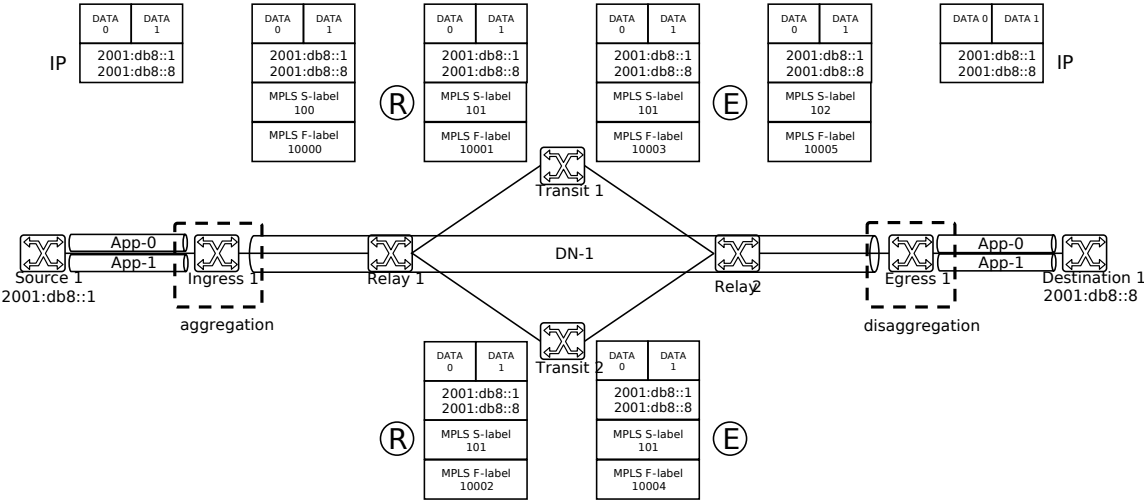 DATA 0
DATA 1
2001:db8::1
2001:db8::8
IP
DATA 0
DATA 1
2001:db8::1
2001:db8::8
MPLS S-label
100
MPLS F-label
10000
R
DATA 0
DATA 1
2001:db8::1
2001:db8::8
MPLS S-label
101
MPLS F-label
10001
DATA 0
DATA 1
2001:db8::1
2001:db8::8
MPLS S-label
101
MPLS F-label
10003
E
DATA 0
DATA 1
2001:db8::1
2001:db8::8
MPLS S-label
102
MPLS F-label
10005
DATA 0
DATA 1
2001:db8::1
2001:db8::8
IP
Transit 1
App-0
App-1
Source 1
2001:db8::1
Ingress 1
aggregation
Relay 1
DN-1
Relay2
Egress 1
disaggregation
App-0
App-1
Destination 1
2001:db8::8
Transit 2
R
DATA 0
DATA 1
2001:db8::1
2001:db8::8
MPLS S-label
101
MPLS F-label
10002
DATA 0
DATA 1
2001:db8::1
2001:db8::8
MPLS S-label
101
MPLS F-label
10004
E